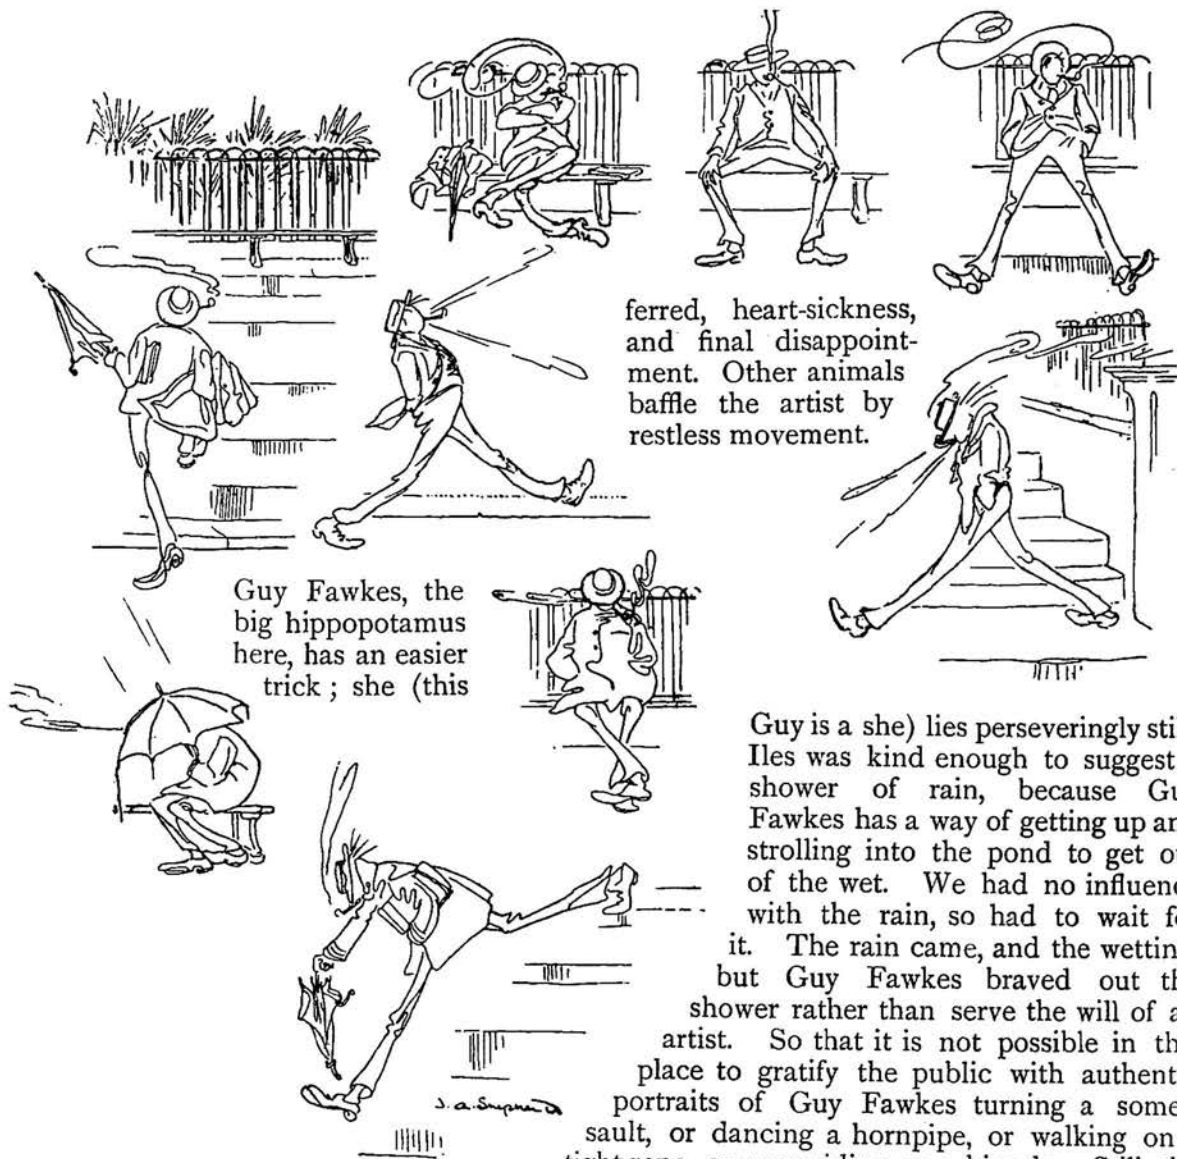 ferred, heart-sickness,
and final disappoint-
ment. Other animals
baffle the artist by
restless movement.
Guy Fawkes, the
big hippopotamus
here, has an easier
trick ; she (this
Guy is a she) lies perseveringly stil
Iles was kind enough to suggest
shower of rain, because Gu
Fawkes has a way of getting up an
strolling into the pond to get ou
of the wet. We had no influenc
with the rain, so had to wait fo
it. The rain came, and the wettin
but Guy Fawkes braved out th
shower rather than serve the will of a
artist. So that it is not possible in th
place to gratify the public with authent
portraits of Guy Fawkes turning a some
sault, or dancing a hornpipe, or walking on
J. A. Shepherd